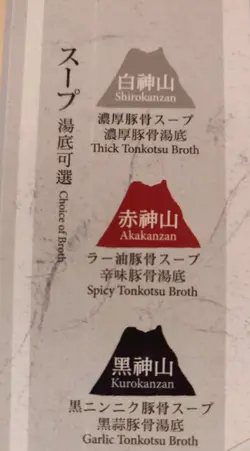 スープ 湯底可選 Choice of Broth
白神山
Shirokanzan
濃厚豚骨スープ
濃厚豚骨湯底
Thick Tonkotsu Broth
赤神山
Akakanzan
ラー油豚骨スープ
辛味豚骨湯底
Spicy Tonkotsu Broth
黑神山
Kurokanzan
黒ニンニク豚骨スープ
黑蒜豚骨湯底
Garlic Tonkotsu Broth